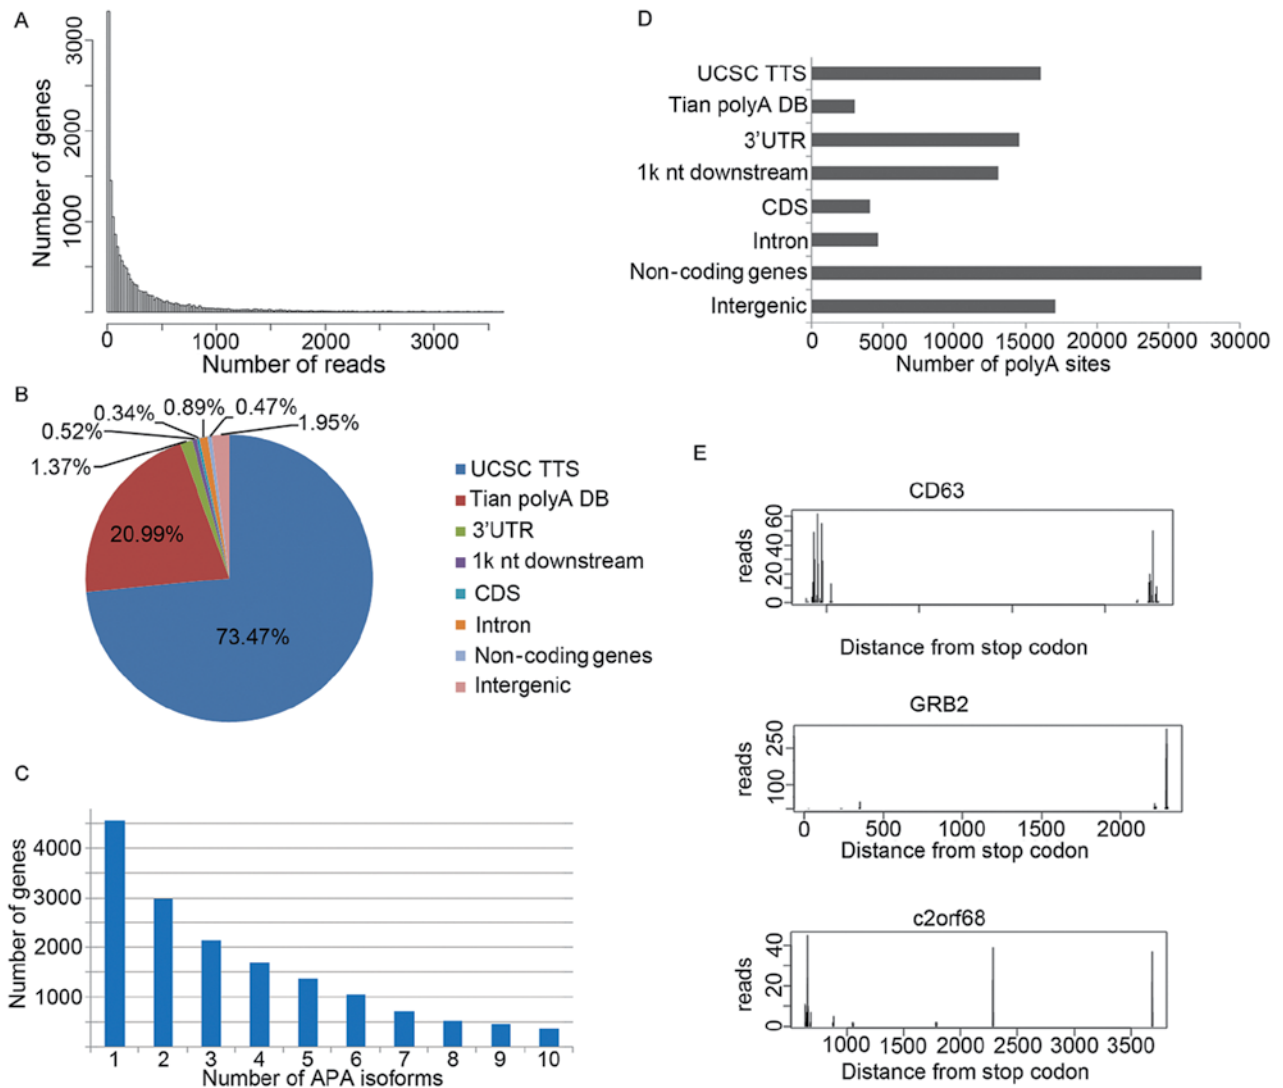 A
Number of genes
3000
2000
1000
0 1000 2000 3000
Number of reads
B
0.34% 0.89% 0.47%
0.52% 1.95%
1.37%
20.99%
73.47%
UCSC TTS
Tian polyA DB
3'UTR
1k nt downstream
CDS
Intron
Non-coding genes
Intergenic
C
Number of genes
4000
3000
2000
1000
1 2 3 4 5 6 7 8 9 10
Number of APA isoforms
D
UCSC TTS
Tian polyA DB
3'UTR
1k nt downstream
CDS
Intron
Non-coding genes
Intergenic
0 5000 10000 15000 20000 25000 30000
Number of polyA sites
E
CD63
reads
60
40
20
0
Distance from stop codon
GRB2
reads
250
100
0 500 1000 1500 2000
Distance from stop codon
c2orf68
reads
40
20
0
1000 1500 2000 2500 3000 3500
Distance from stop codon